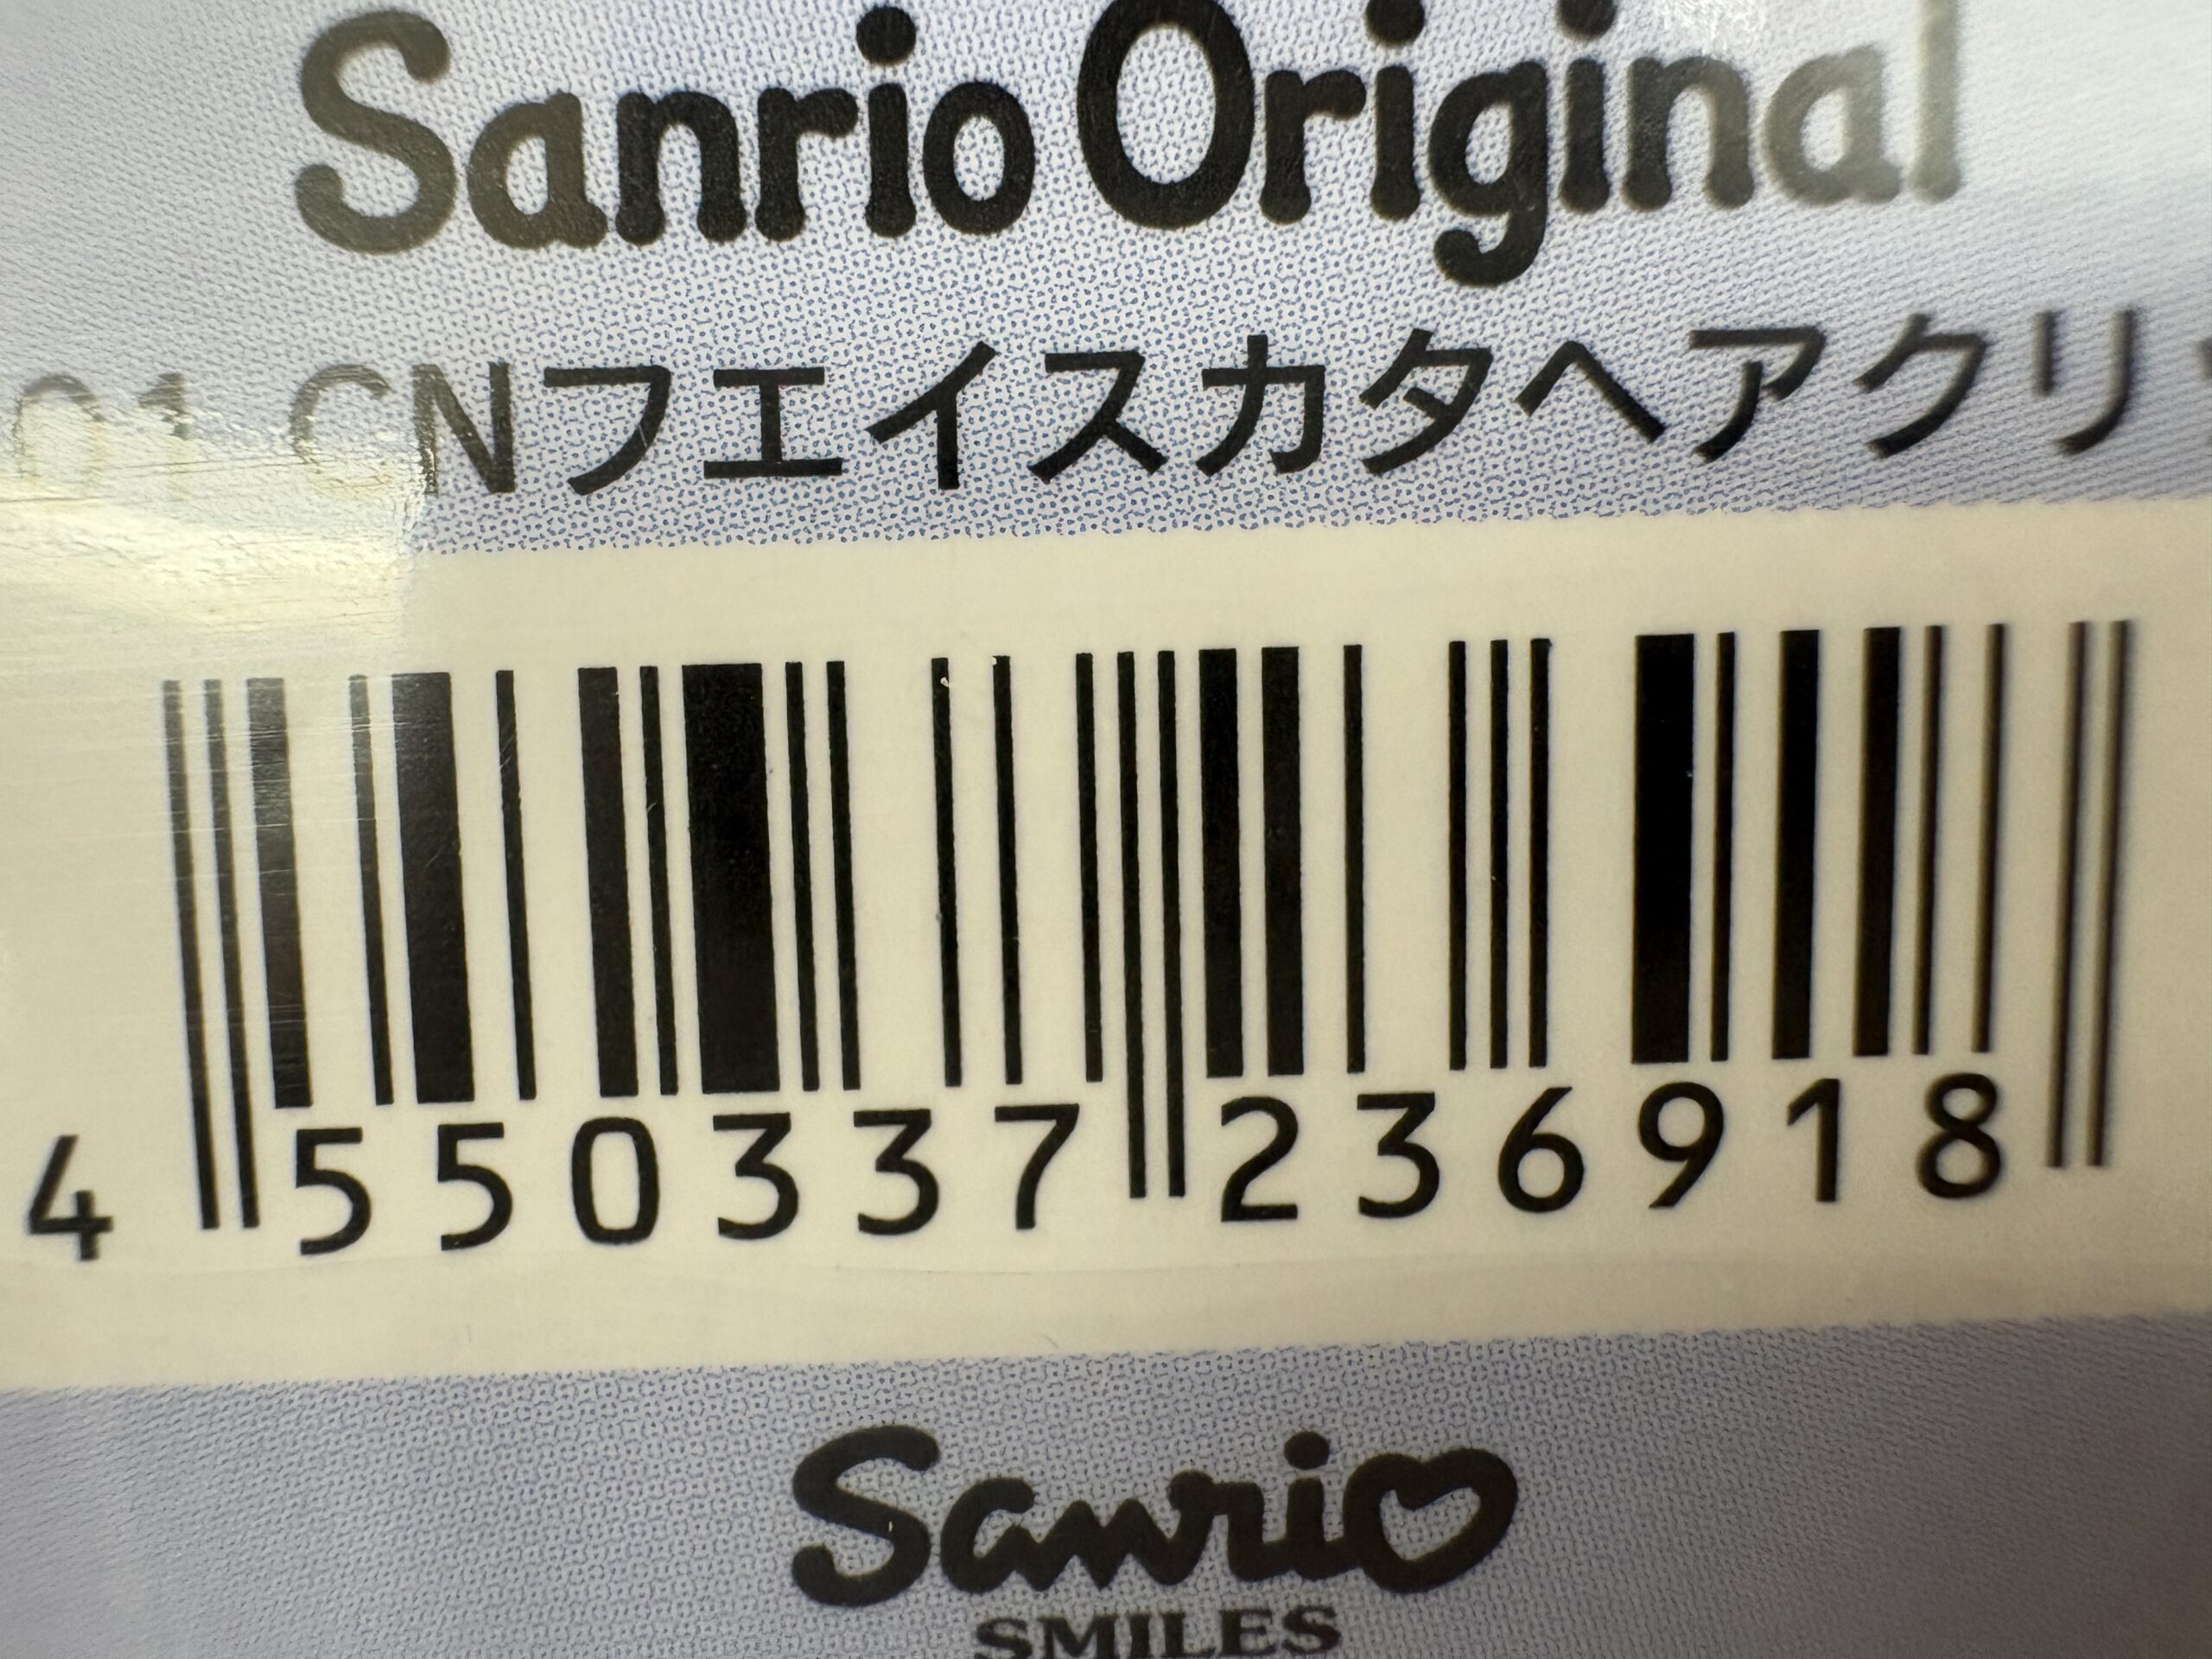 Sanrio Original
01 CNフエイスカタヘアクリ
4 550337 236918
Sanrio
SMILES